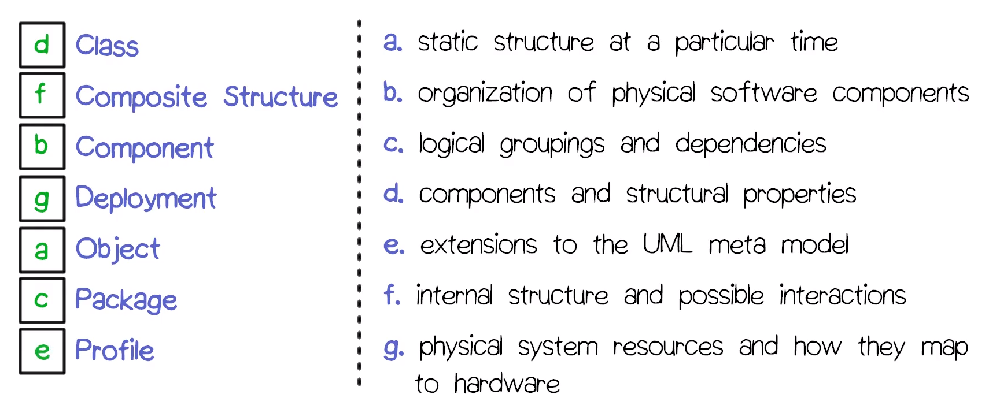 d Class
f Composite Structure
b Component
g Deployment
a Object
c Package
e Profile
a. static structure at a particular time
b. organization of physical software components
c. logical groupings and dependencies
d. components and structural properties
e. extensions to the UML meta model
f. internal structure and possible interactions
g. physical system resources and how they map
to hardware